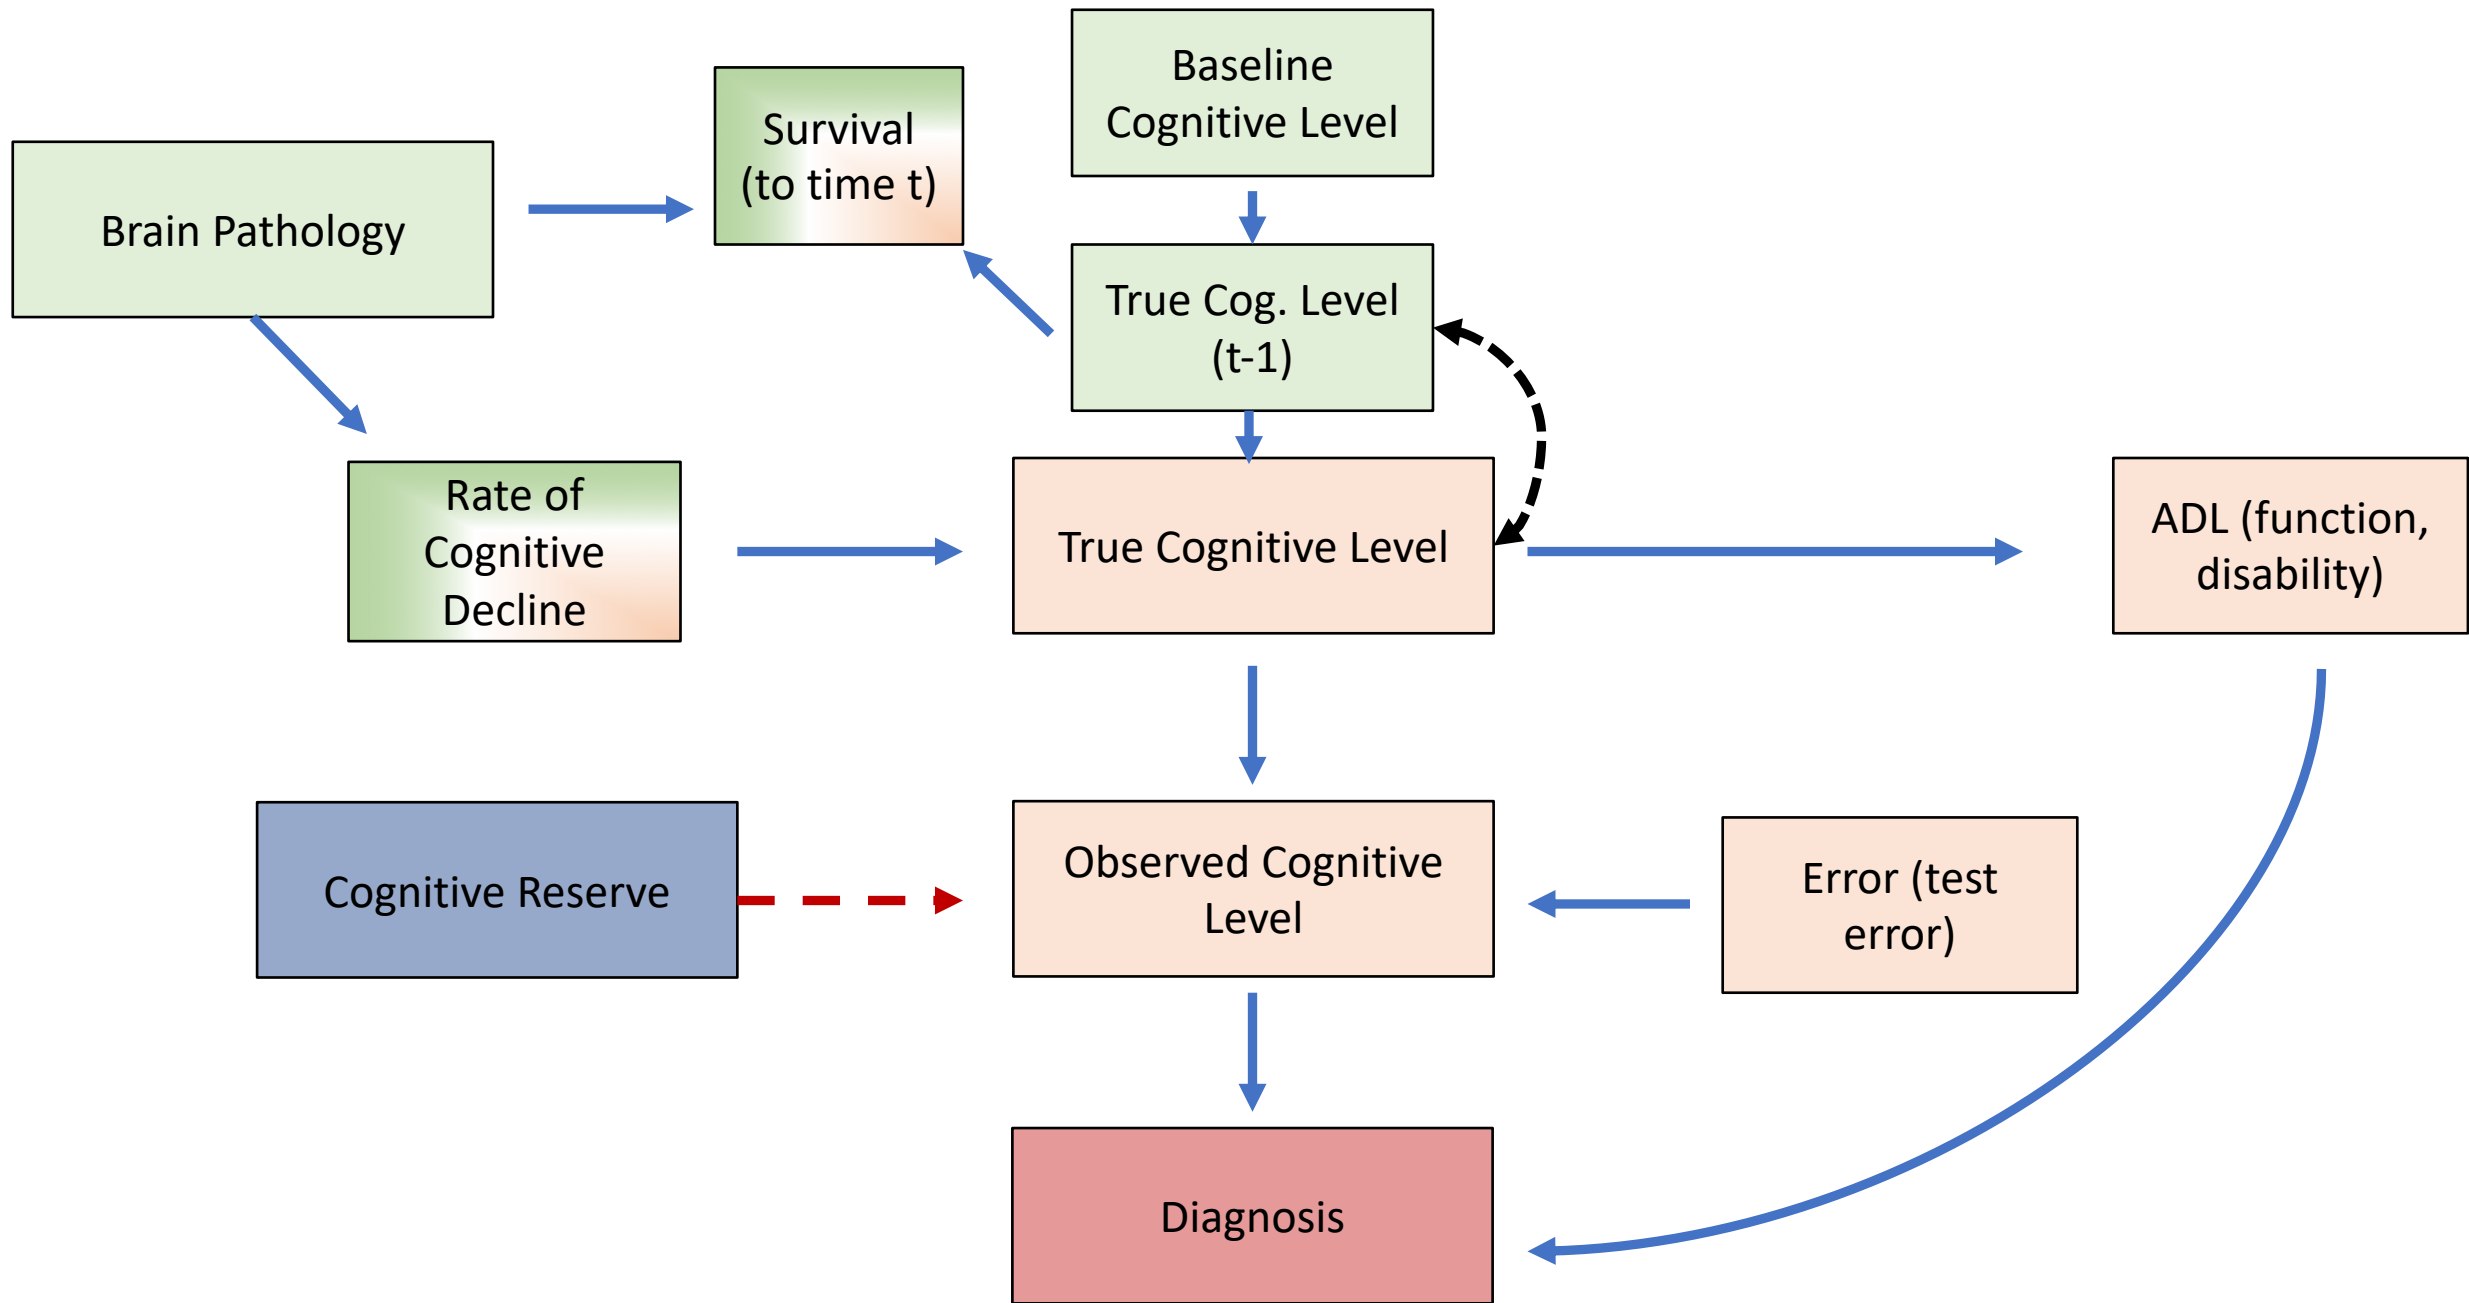 Baseline
Cognitive Level
Survival
(to time t)
Brain Pathology
True Cog. Level
(t-1)
Rate of
Cognitive
Decline
True Cognitive Level
ADL (function,
disability)
Cognitive Reserve
Observed Cognitive
Level
Error (test
error)
Diagnosis